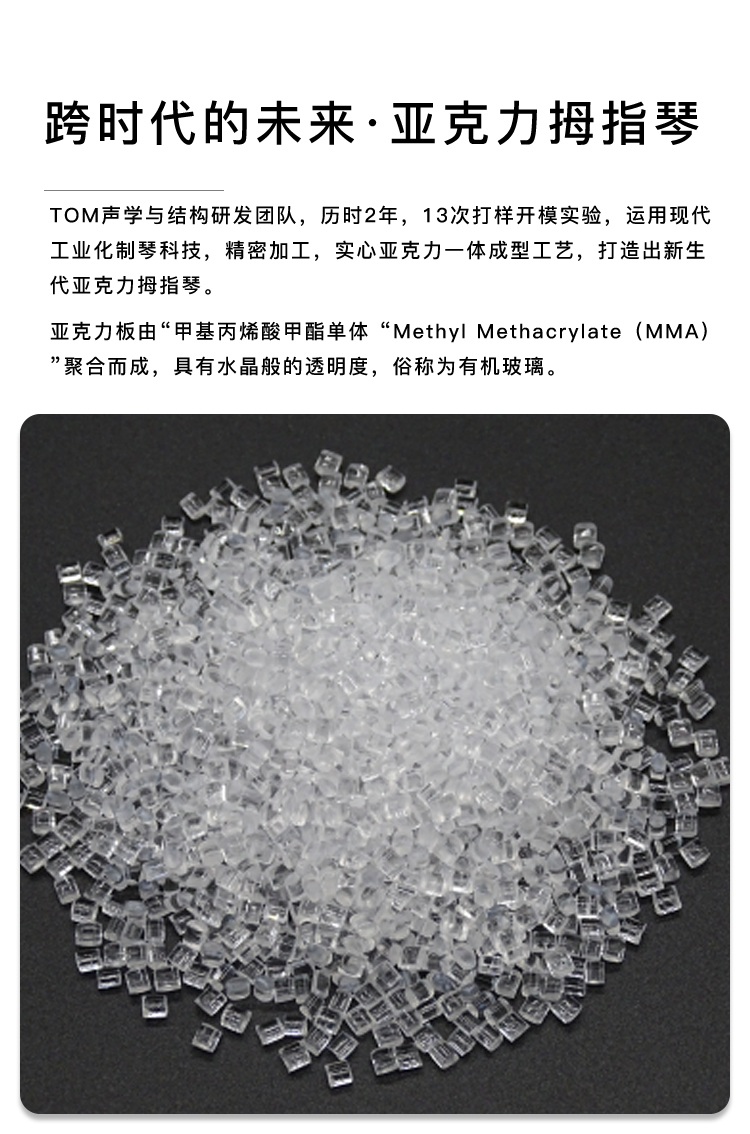 跨时代的未来·亚克力拇指琴
TOM声学与结构研发团队，历时2年，13次打样开模实验，运用现代
工业化制琴科技，精密加工，实心亚克力一体成型工艺，打造出新生
代亚克力拇指琴。
亚克力板由“甲基丙烯酸甲酯单体 “Methyl Methacrylate（MMA）
”聚合而成，具有水晶般的透明度，俗称为有机玻璃。